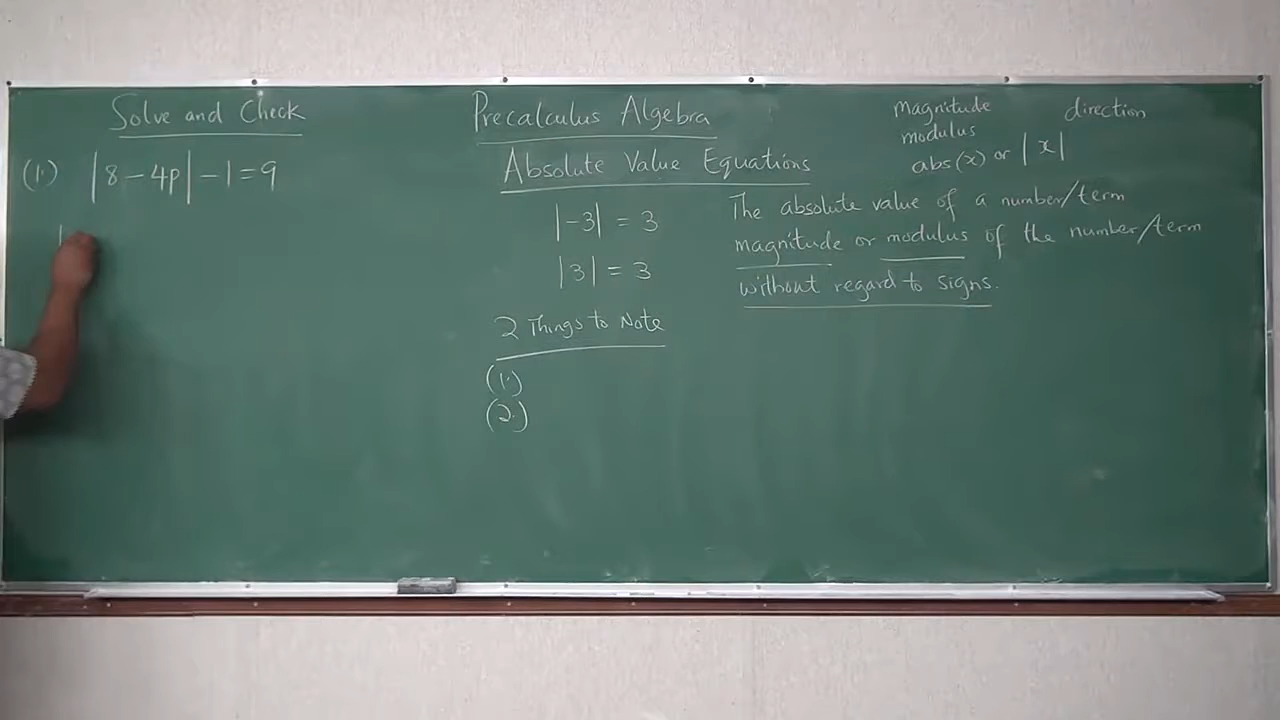 Solve and Check
(1.) |8 - 4p| - 1 = 9
|
Precalculus Algebra
Absolute Value Equations
|-3| = 3
|3| = 3
2 Things to Note
(1.)
(2.)
magnitude direction
modulus
abs(x) or |x|
The absolute value of a number/term
magnitude or modulus of the number/term
without regard to signs.